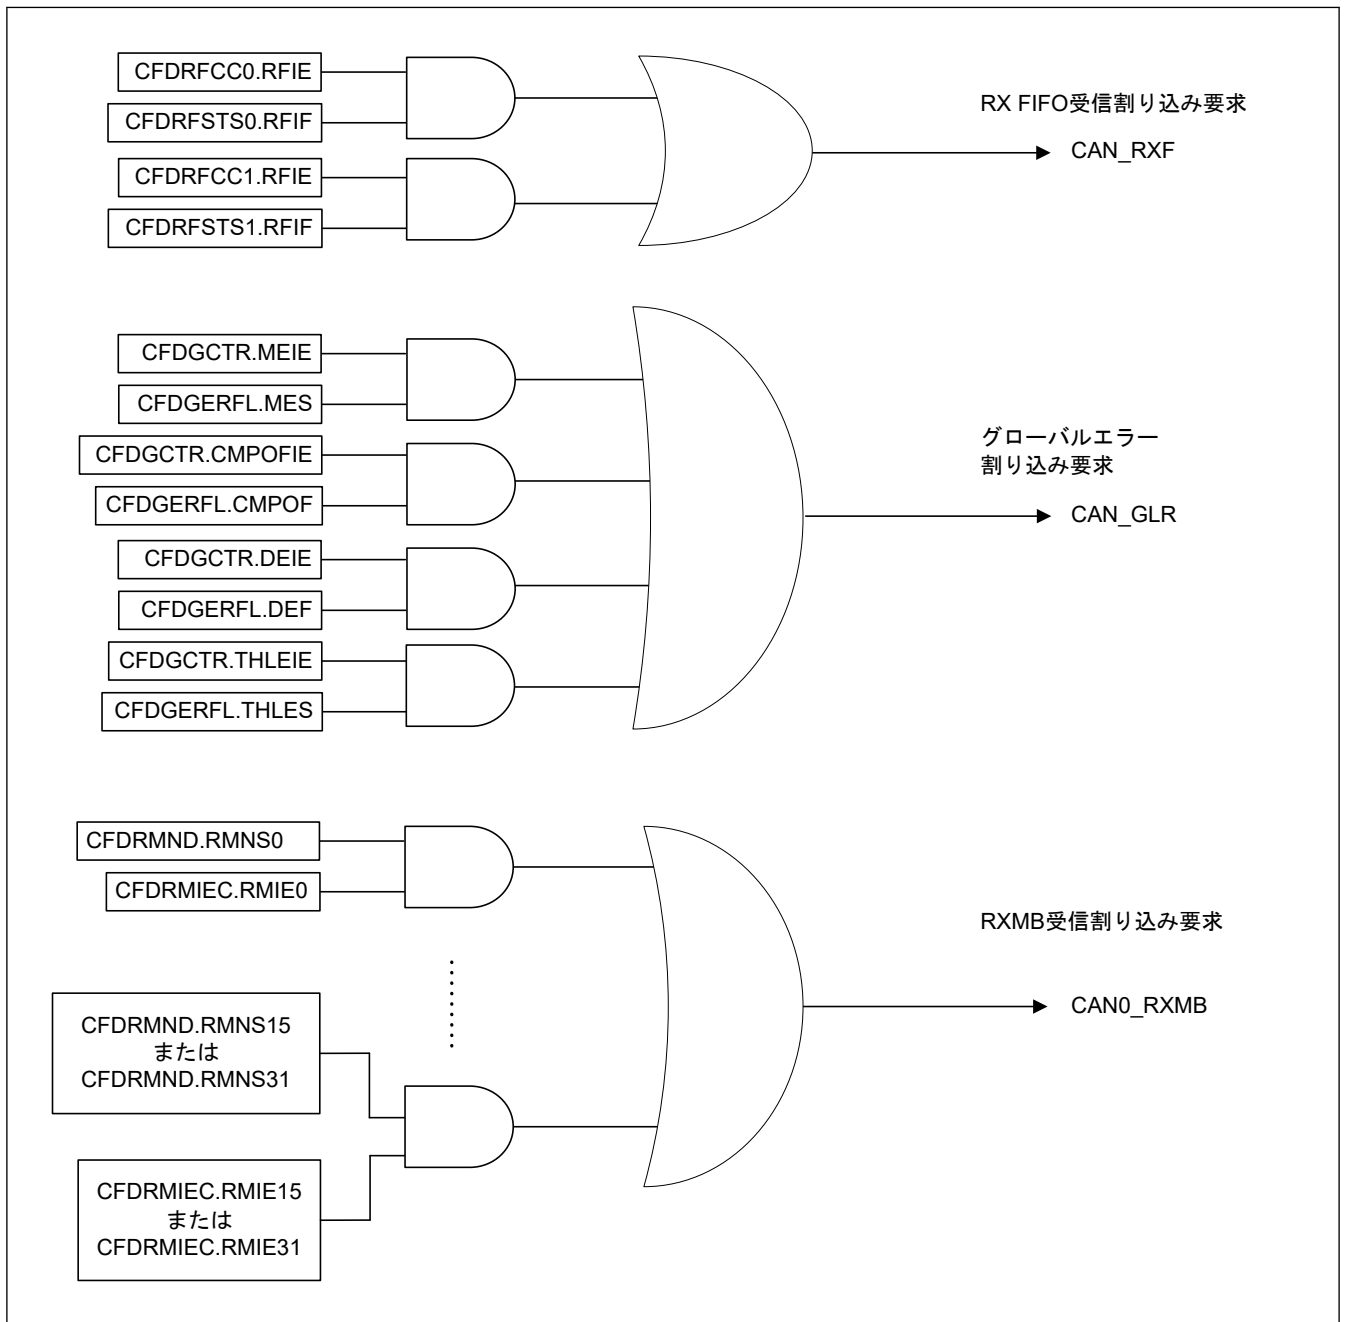 CFDRFCC0.RFIE
CFDRFSTS0.RFIF
CFDRFCC1.RFIE
CFDRFSTS1.RFIF
RX FIFO受信割り込み要求
CAN_RXF
CFDGCTR.MEIE
CFDGERFL.MES
CFDGCTR.CMPOFIE
CFDGERFL.CMPOF
CFDGCTR.DEIE
CFDGERFL.DEF
CFDGCTR.THLEIE
CFDGERFL.THLES
グローバルエラー
割り込み要求
CAN_GLR
CFDRMND.RMNS0
CFDRMIEC.RMIE0
CFDRMND.RMNS15
または
CFDRMND.RMNS31
CFDRMIEC.RMIE15
または
CFDRMIEC.RMIE31
RXMB受信割り込み要求
CAN0_RXMB